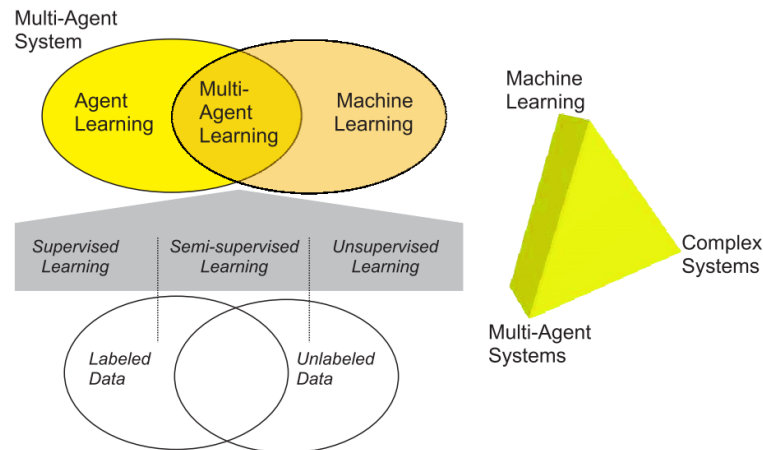 Multi-Agent
System
Agent
Learning
Multi-
Agent
Learning
Machine
Learning
Supervised
Learning
Semi-supervised
Learning
Unsupervised
Learning
Labeled
Data
Unlabeled
Data
Machine
Learning
Complex
Systems
Multi-Agent
Systems